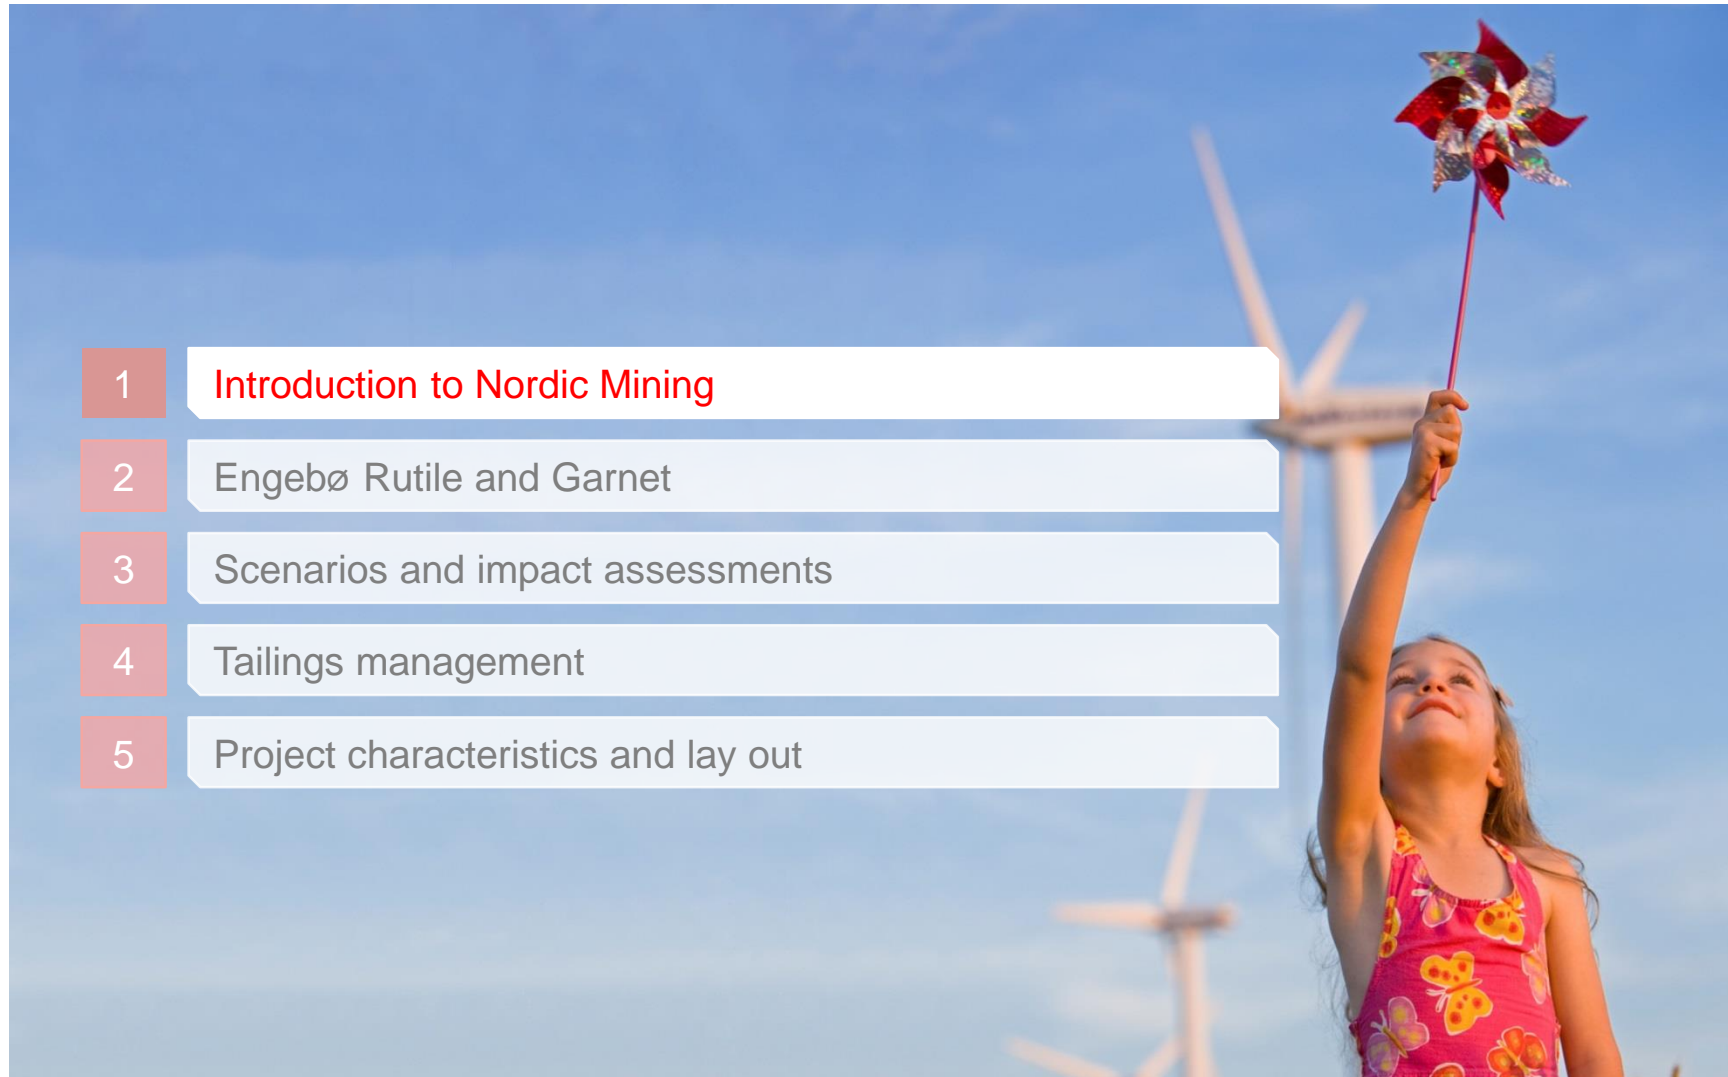 1 Introduction to Nordic Mining
2 Engebø Rutile and Garnet
3 Scenarios and impact assessments
4 Tailings management
5 Project characteristics and lay out